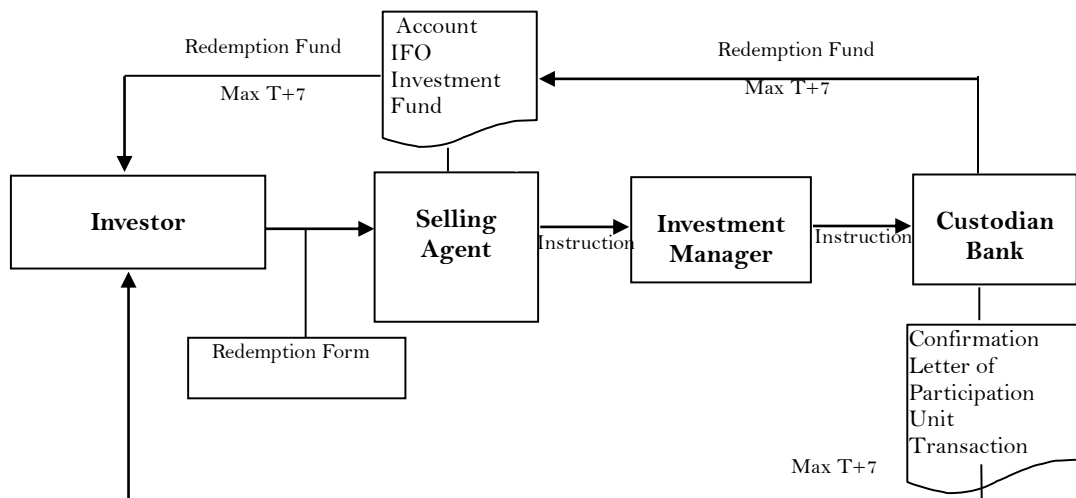 Redemption Fund
Max T+7
Account
IFO
Investment
Fund
Redemption Fund
Max T+7
Investor
Selling
Agent
Instruction
Investment
Manager
Instruction
Custodian
Bank
Redemption Form
Confirmation
Letter of
Participation
Unit
Transaction
Max T+7